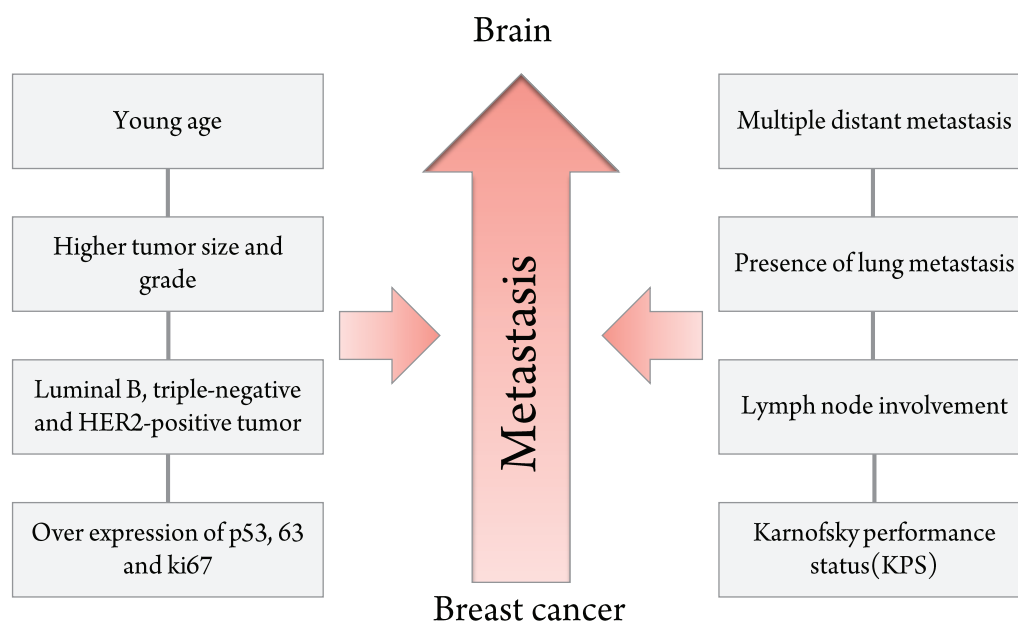 Brain
Young age
Higher tumor size and
grade
Luminal B, triple-negative
and HER2-positive tumor
Over expression of p53, 63
and ki67
Metastasis
Breast cancer
Multiple distant metastasis
Presence of lung metastasis
Lymph node involvement
Karnofsky performance
status(KPS)